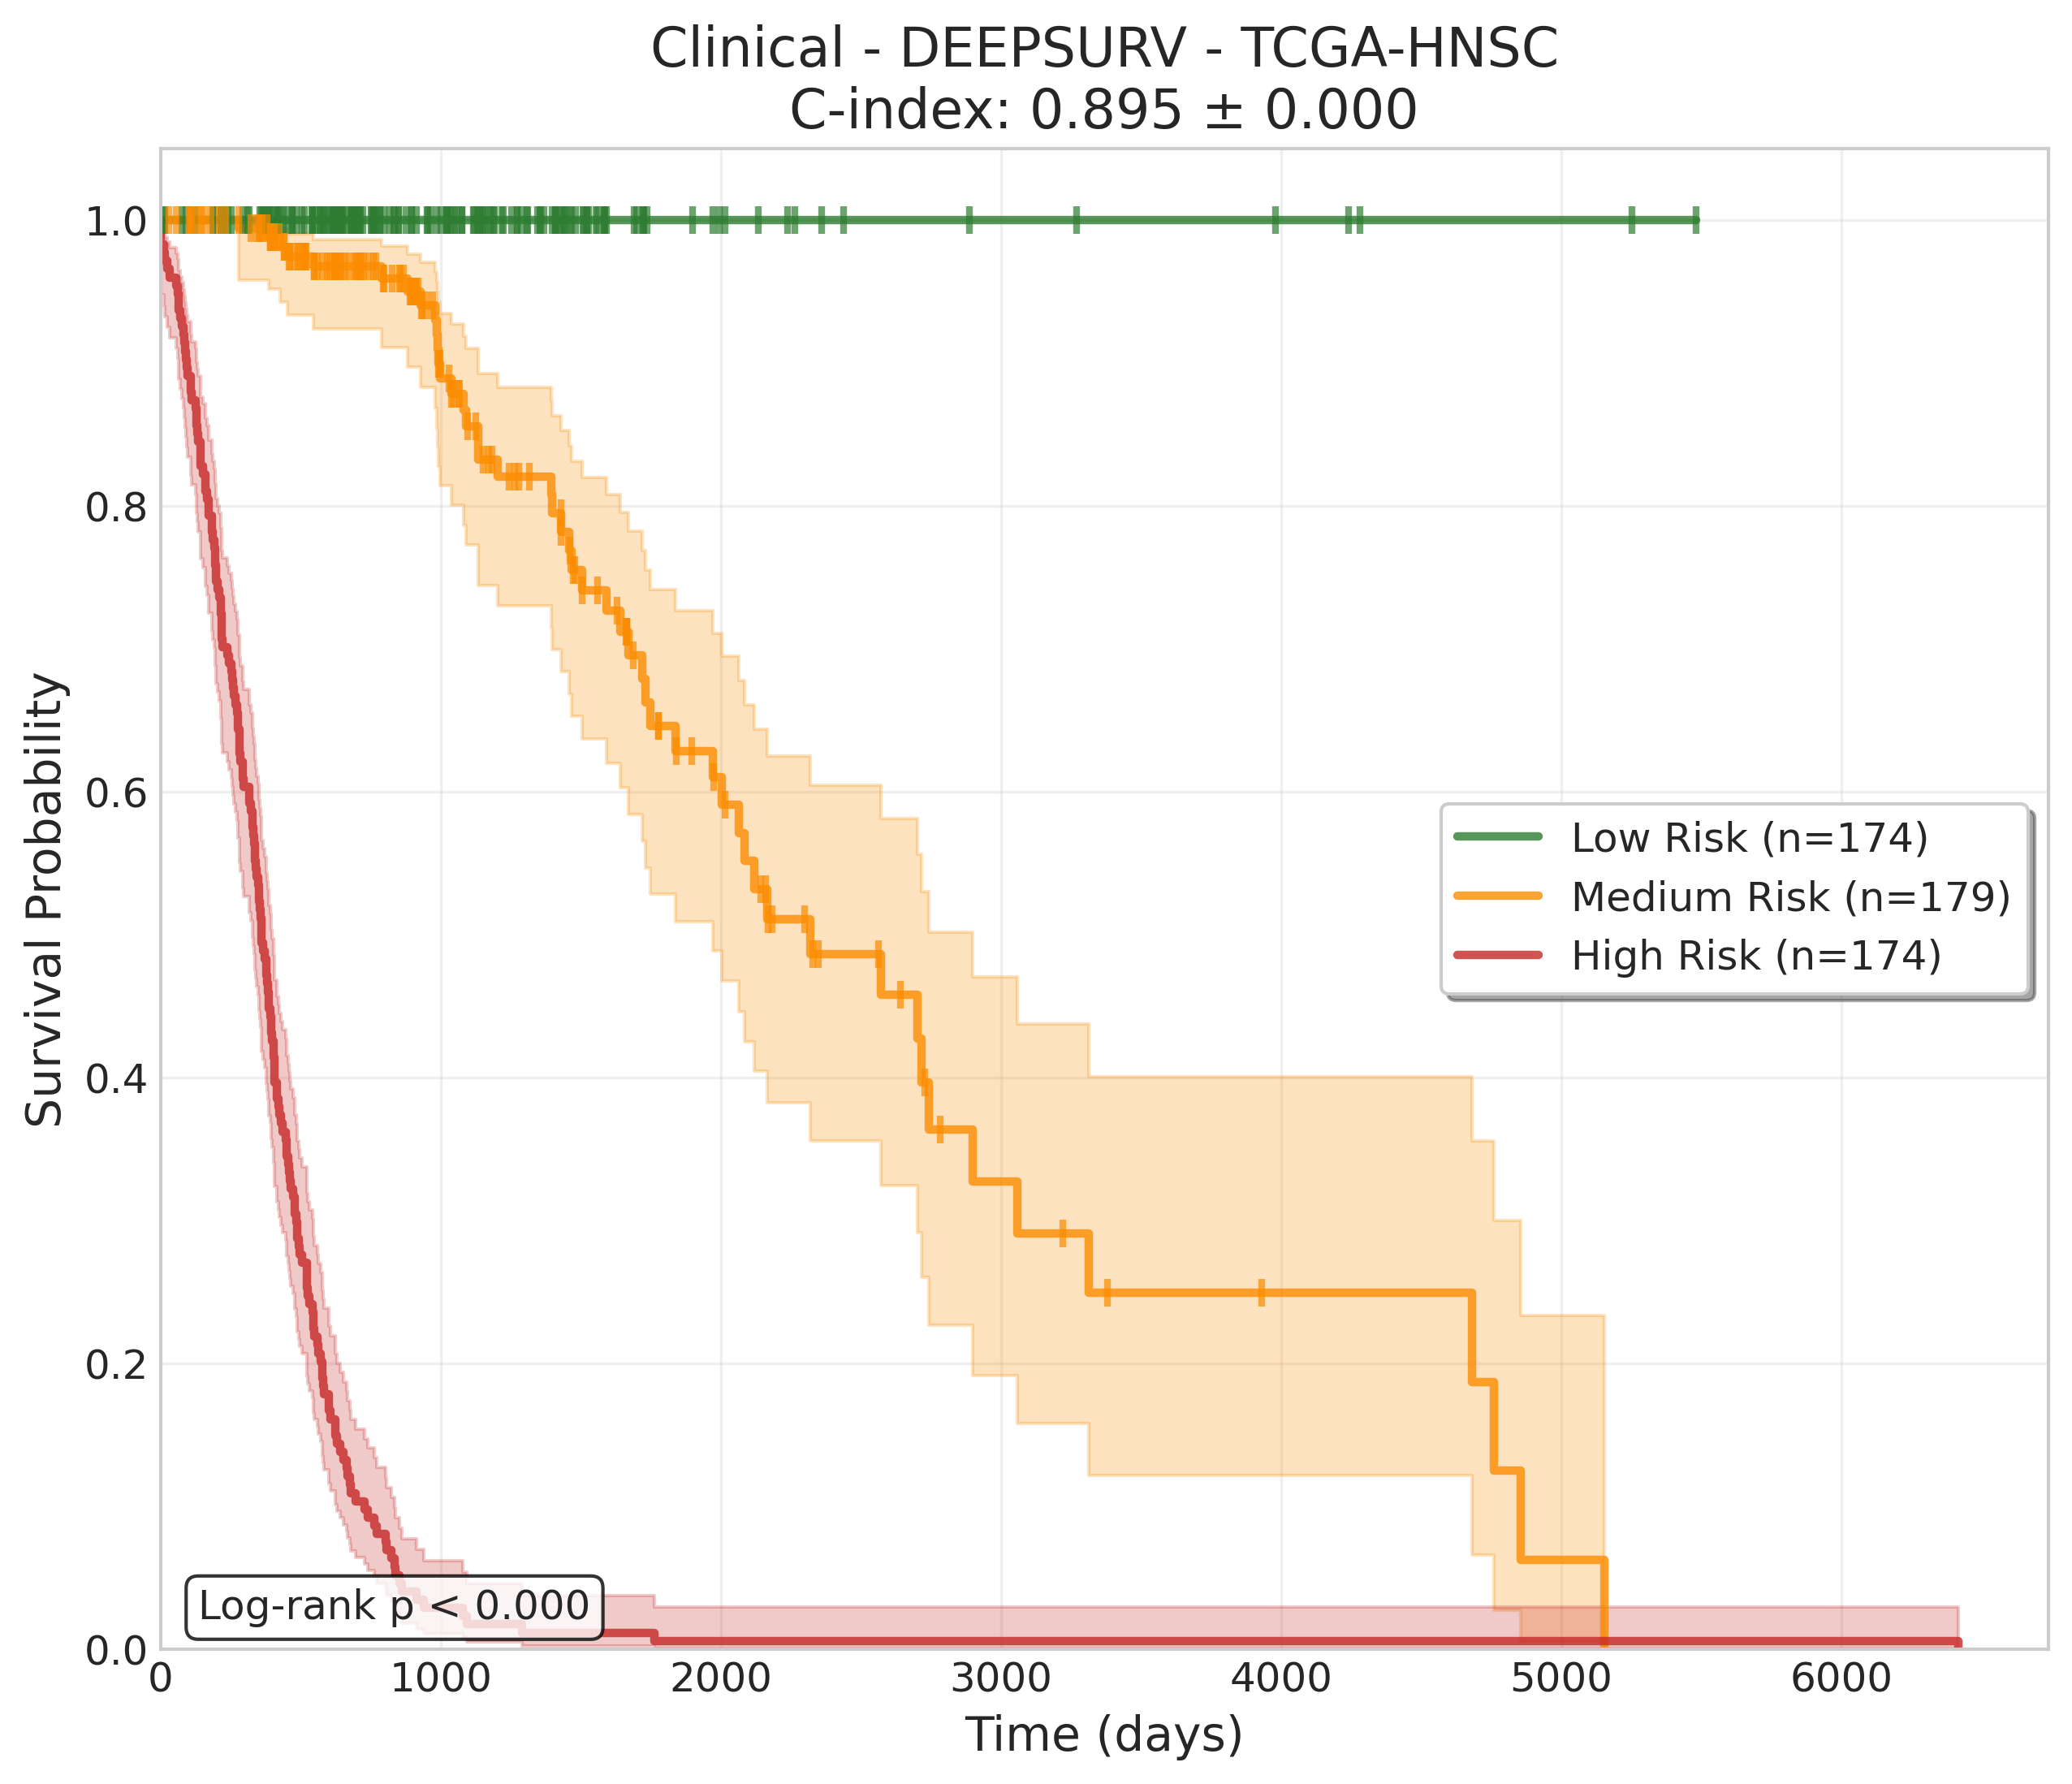 Clinical - DEEPSURV - TCGA-HNSC
C-index: 0.895 ± 0.000
Survival Probability
1.0
0.8
0.6
0.4
0.2
0.0
Low Risk (n=174)
Medium Risk (n=179)
High Risk (n=174)
Log-rank p < 0.000
0 1000 2000 3000 4000 5000 6000
Time (days)